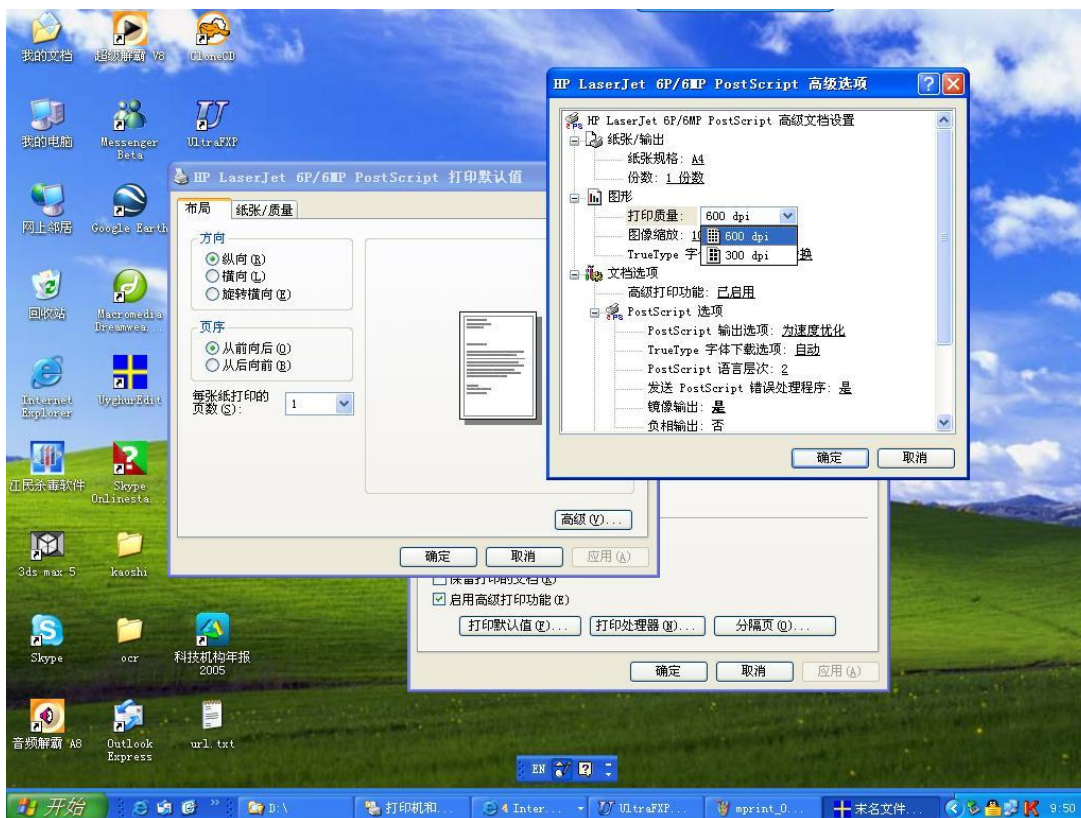 我的文档
超级解霸 V8
CloneCD
我的电脑
Messenger
Beta
UltraFXP
网上邻居
Google Earth
回收站
Macromedia
Dreamwea...
Internet
Explorer
UyghurEdit
江民杀毒软件
Skype
Onlinesta...
3ds max 5
kaoshi
Skype
ocr
科技机构年报
2005
音频解霸 A8
Outlook
Express
url.txt
HP LaserJet 6P/6MP PostScript 打印默认值
布局
纸张/质量
方向
纵向(R)
横向(L)
旋转横向(E)
页序
从前向后(O)
从后向前(B)
每张纸打印的
页数(S):
1
高级(V)...
确定
取消
应用(A)
HP LaserJet 6P/6MP PostScript 高级选项
HP LaserJet 6P/6MP PostScript 高级文档设置
纸张/输出
纸张规格: A4
份数: 1 份数
图形
打印质量: 600 dpi
图像缩放: 10
600 dpi
TrueType 字
300 dpi
换
文档选项
高级打印功能: 已启用
PostScript 选项
PostScript 输出选项: 为速度优化
TrueType 字体下载选项: 自动
PostScript 语言层次: 2
发送 PostScript 错误处理程序: 是
镜像输出: 是
负相输出: 否
确定
取消
保留打印的文档(K)
启用高级打印功能(E)
打印默认值(F)...
打印处理器(N)...
分隔页(O)...
确定
取消
应用(A)
EN
开始
D:\
打印机和...
4 Inter...
UltraFXP...
mprint_0...
末名文件...
9:50